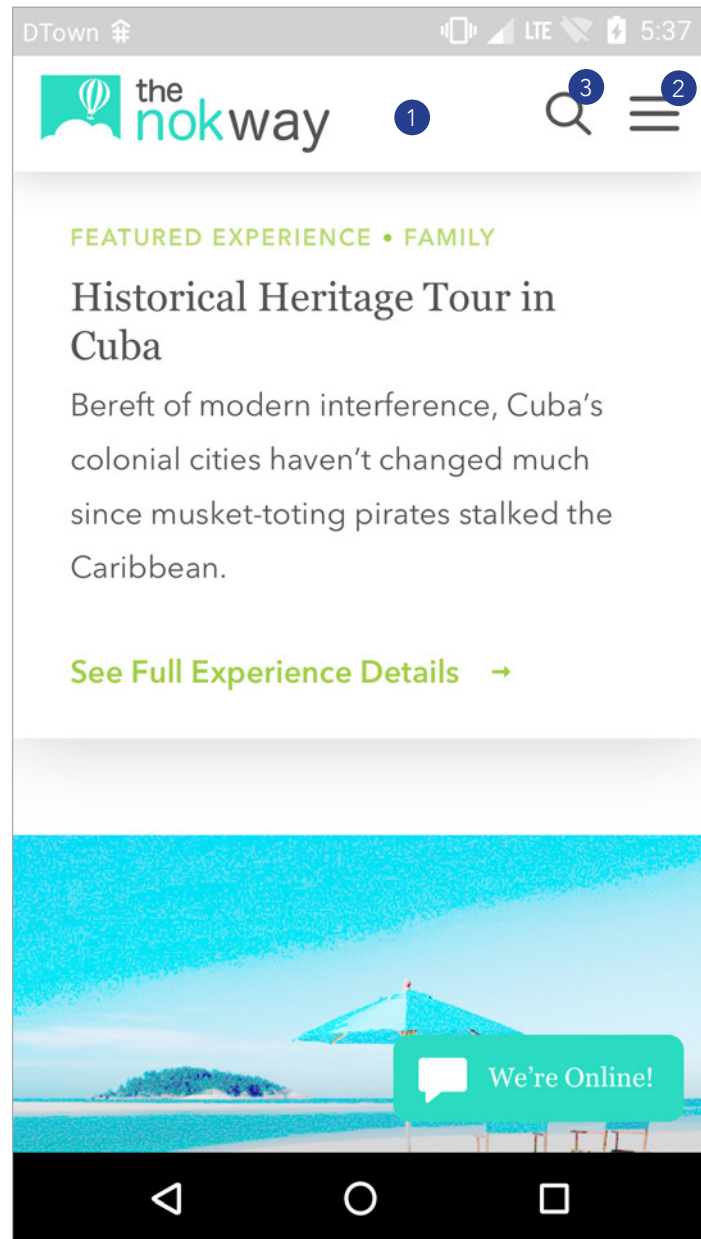 DTown LTE 5:37
the
nokway
1
3
2
FEATURED EXPERIENCE • FAMILY
Historical Heritage Tour in
Cuba
Bereft of modern interference, Cuba’s
colonial cities haven’t changed much
since musket-toting pirates stalked the
Caribbean.
See Full Experience Details →
We’re Online!